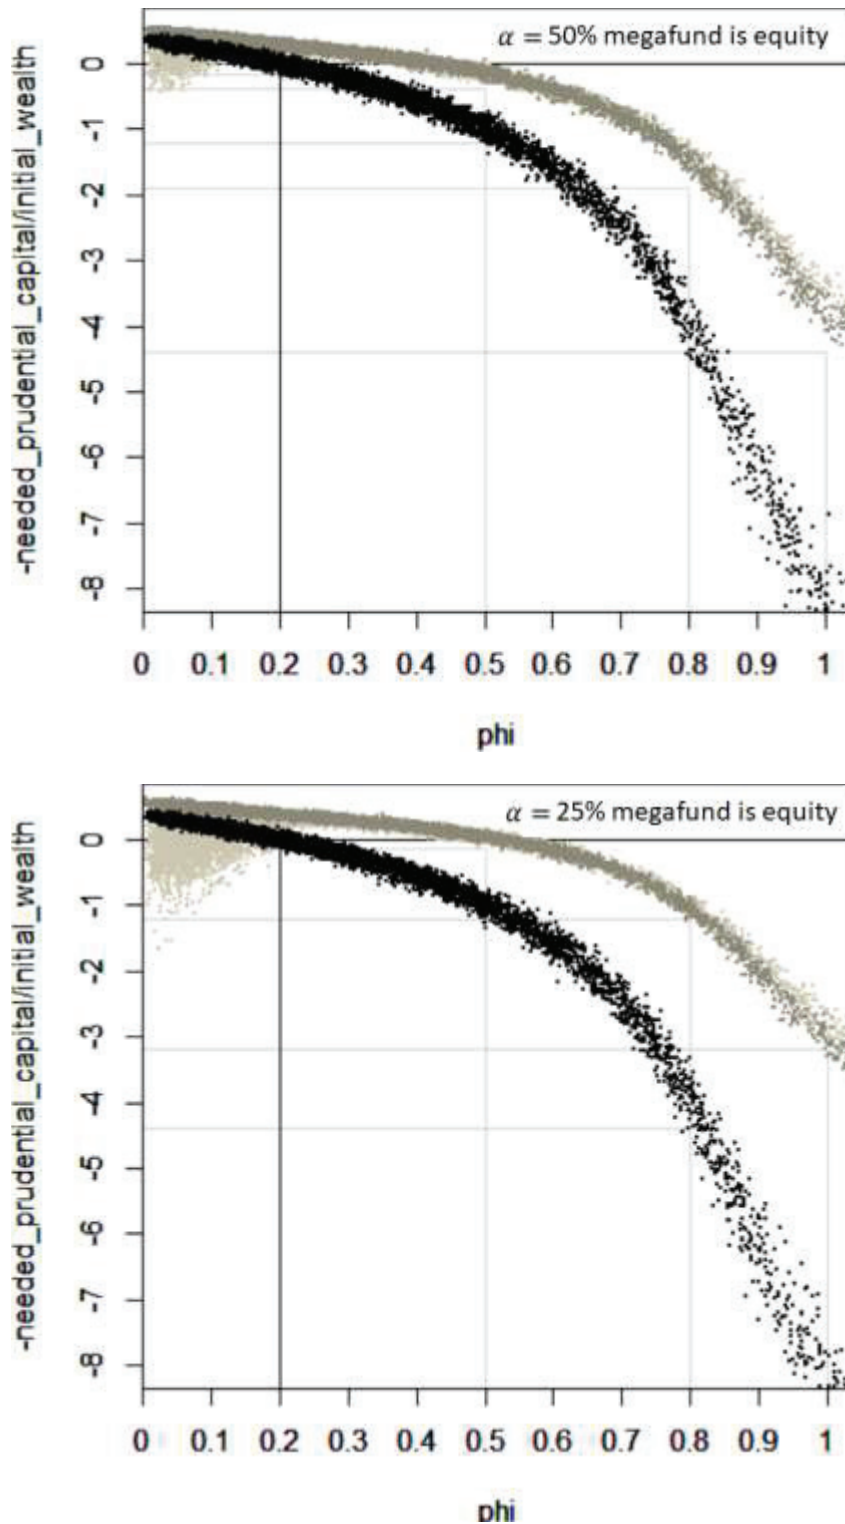 α = 50% megafund is equity
-needed_prudential_capital/initial_wealth
0
-1
-2
-3
-4
-5
-6
-7
-8
0 0.1 0.2 0.3 0.4 0.5 0.6 0.7 0.8 0.9 1
phi
α = 25% megafund is equity
-needed_prudential_capital/initial_wealth
0
-1
-2
-3
-4
-5
-6
-7
-8
0 0.1 0.2 0.3 0.4 0.5 0.6 0.7 0.8 0.9 1
phi